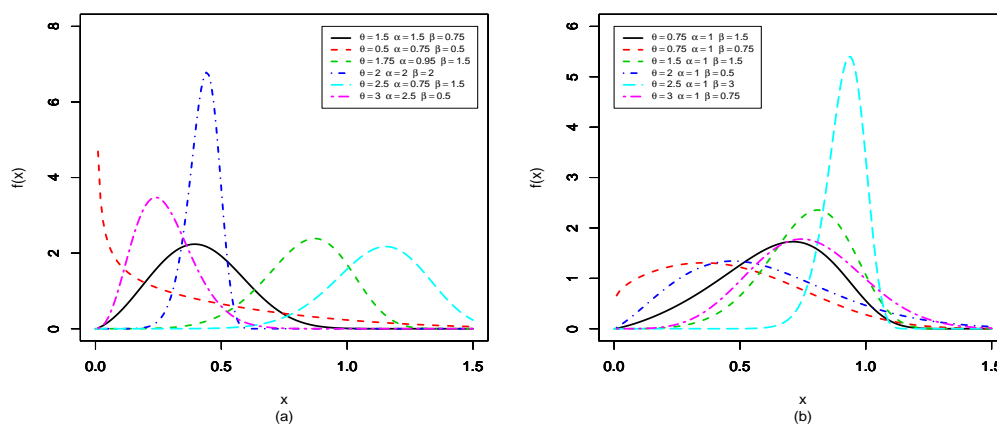 θ = 1.5 α = 1.5 β = 0.75
θ = 0.5 α = 0.75 β = 0.5
θ = 1.75 α = 0.95 β = 1.5
θ = 2 α = 2 β = 2
θ = 2.5 α = 0.75 β = 1.5
θ = 3 α = 2.5 β = 0.5
f(x)
8
6
4
2
0
0.0 0.5 1.0 1.5
x
(a)
θ = 0.75 α = 1 β = 1.5
θ = 0.75 α = 1 β = 0.75
θ = 1.5 α = 1 β = 1.5
θ = 2 α = 1 β = 0.5
θ = 2.5 α = 1 β = 3
θ = 3 α = 1 β = 0.75
f(x)
6
5
4
3
2
1
0
0.0 0.5 1.0 1.5
x
(b)